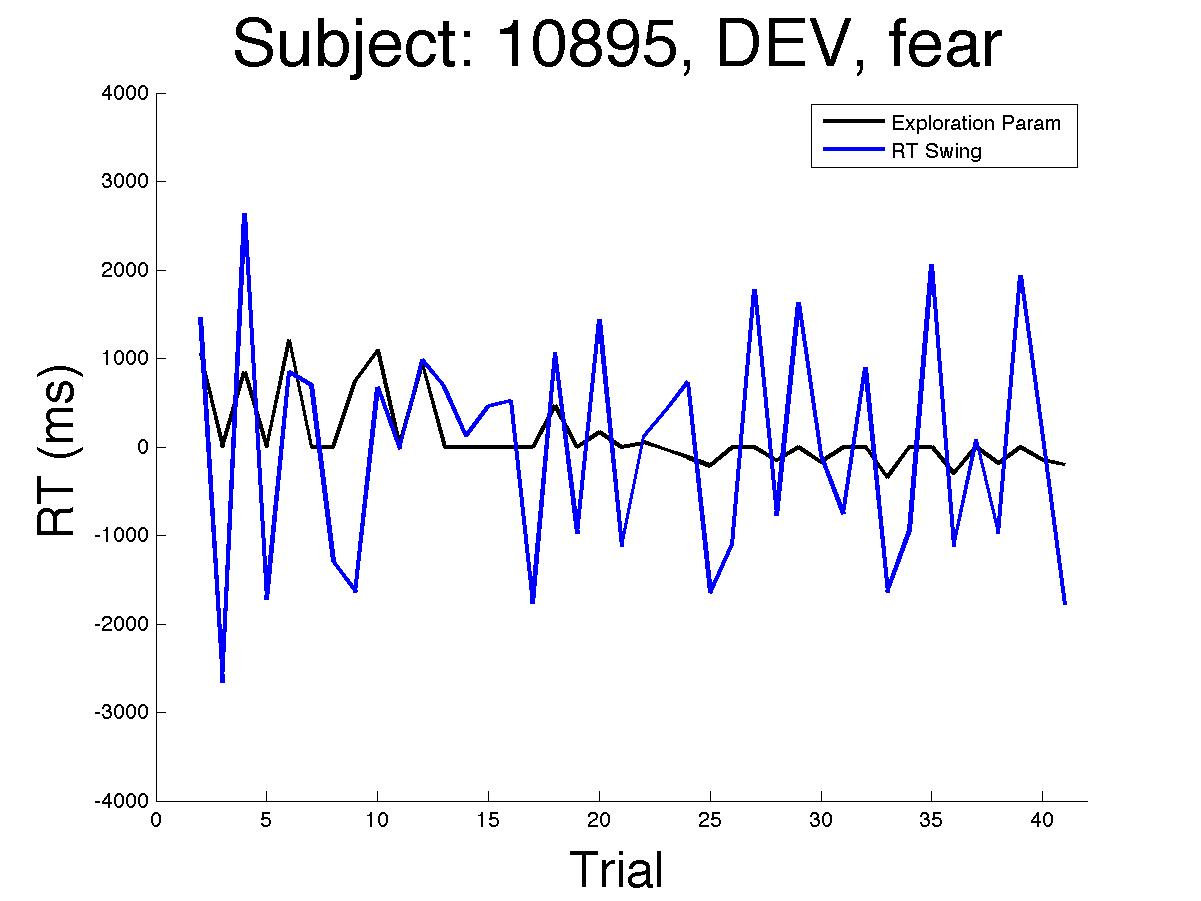 Subject: 10895, DEV, fear
4000
3000
2000
1000
0
-1000
-2000
-3000
-4000
RT (ms)
Exploration Param
RT Swing
0 5 10 15 20 25 30 35 40
Trial